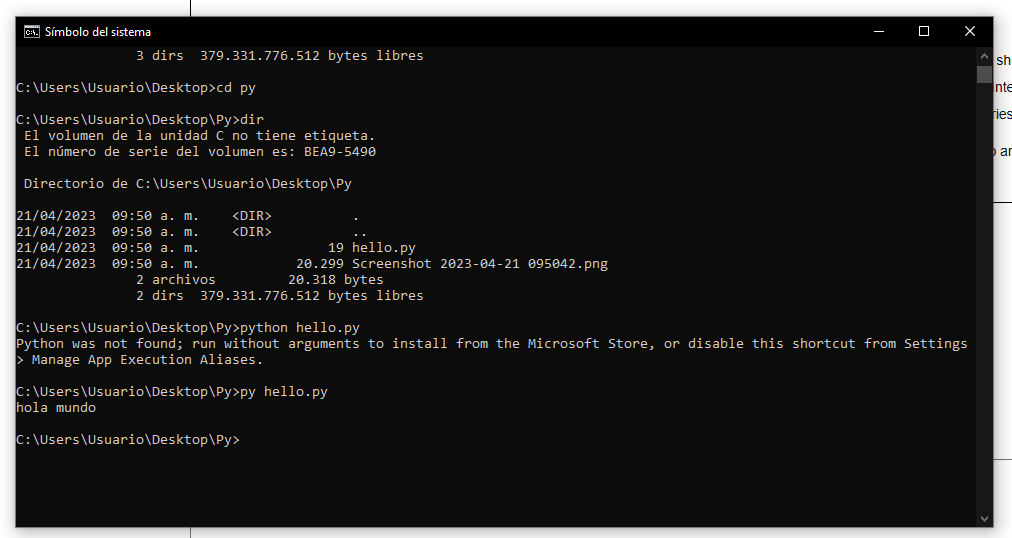 Símbolo del sistema
3 dirs  379.331.776.512 bytes libres
C:\Users\Usuario\Desktop>cd py
C:\Users\Usuario\Desktop\Py>dir
El volumen de la unidad C no tiene etiqueta.
El número de serie del volumen es: BEA9-5490
Directorio de C:\Users\Usuario\Desktop\Py
21/04/2023  09:50 a. m.    <DIR>          .
21/04/2023  09:50 a. m.    <DIR>          ..
21/04/2023  09:50 a. m.                19 hello.py
21/04/2023  09:50 a. m.            20.299 Screenshot 2023-04-21 095042.png
2 archivos         20.318 bytes
2 dirs  379.331.776.512 bytes libres
C:\Users\Usuario\Desktop\Py>python hello.py
Python was not found; run without arguments to install from the Microsoft Store, or disable this shortcut from Settings
> Manage App Execution Aliases.
C:\Users\Usuario\Desktop\Py>py hello.py
hola mundo
C:\Users\Usuario\Desktop\Py>